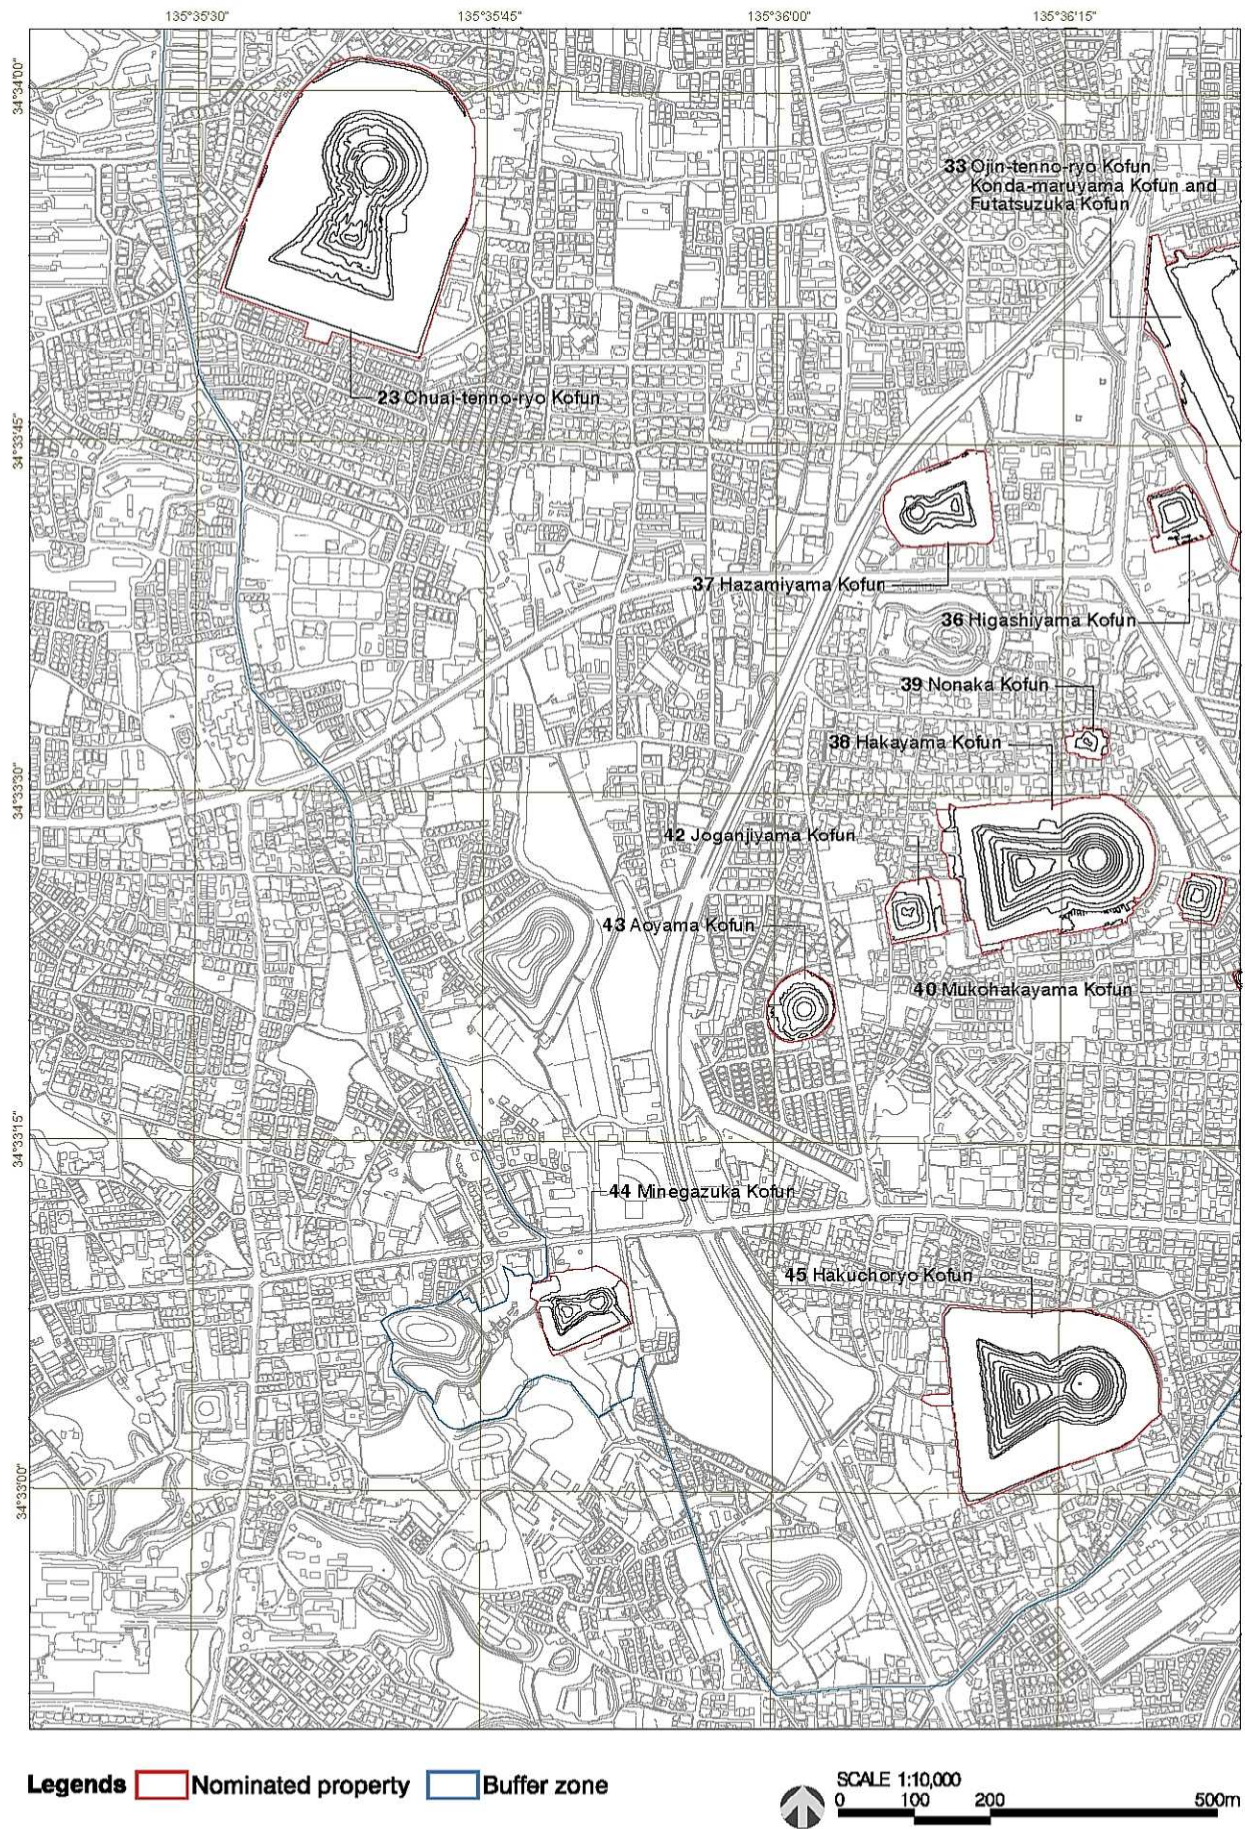 135°35'30"
135°35'45"
135°36'00"
135°36'15"
34°34'00"
33 Ojin-tenno-ryo Kofun
Konda-maruyama Kofun and
Futatsuzuka Kofun
23 Chuai-tenno-ryo Kofun
34°33'45"
37 Hazamiyama Kofun
36 Higashiyama Kofun
39 Nonaka Kofun
38 Hakayama Kofun
34°33'30"
42 Joganjiyama Kofun
43 Aoyama Kofun
40 Mukohakayama Kofun
34°33'15"
44 Minegazuka Kofun
45 Hakuchoryo Kofun
34°33'00"
Legends
Nominated property
Buffer zone
SCALE 1:10,000
0 100 200 500m